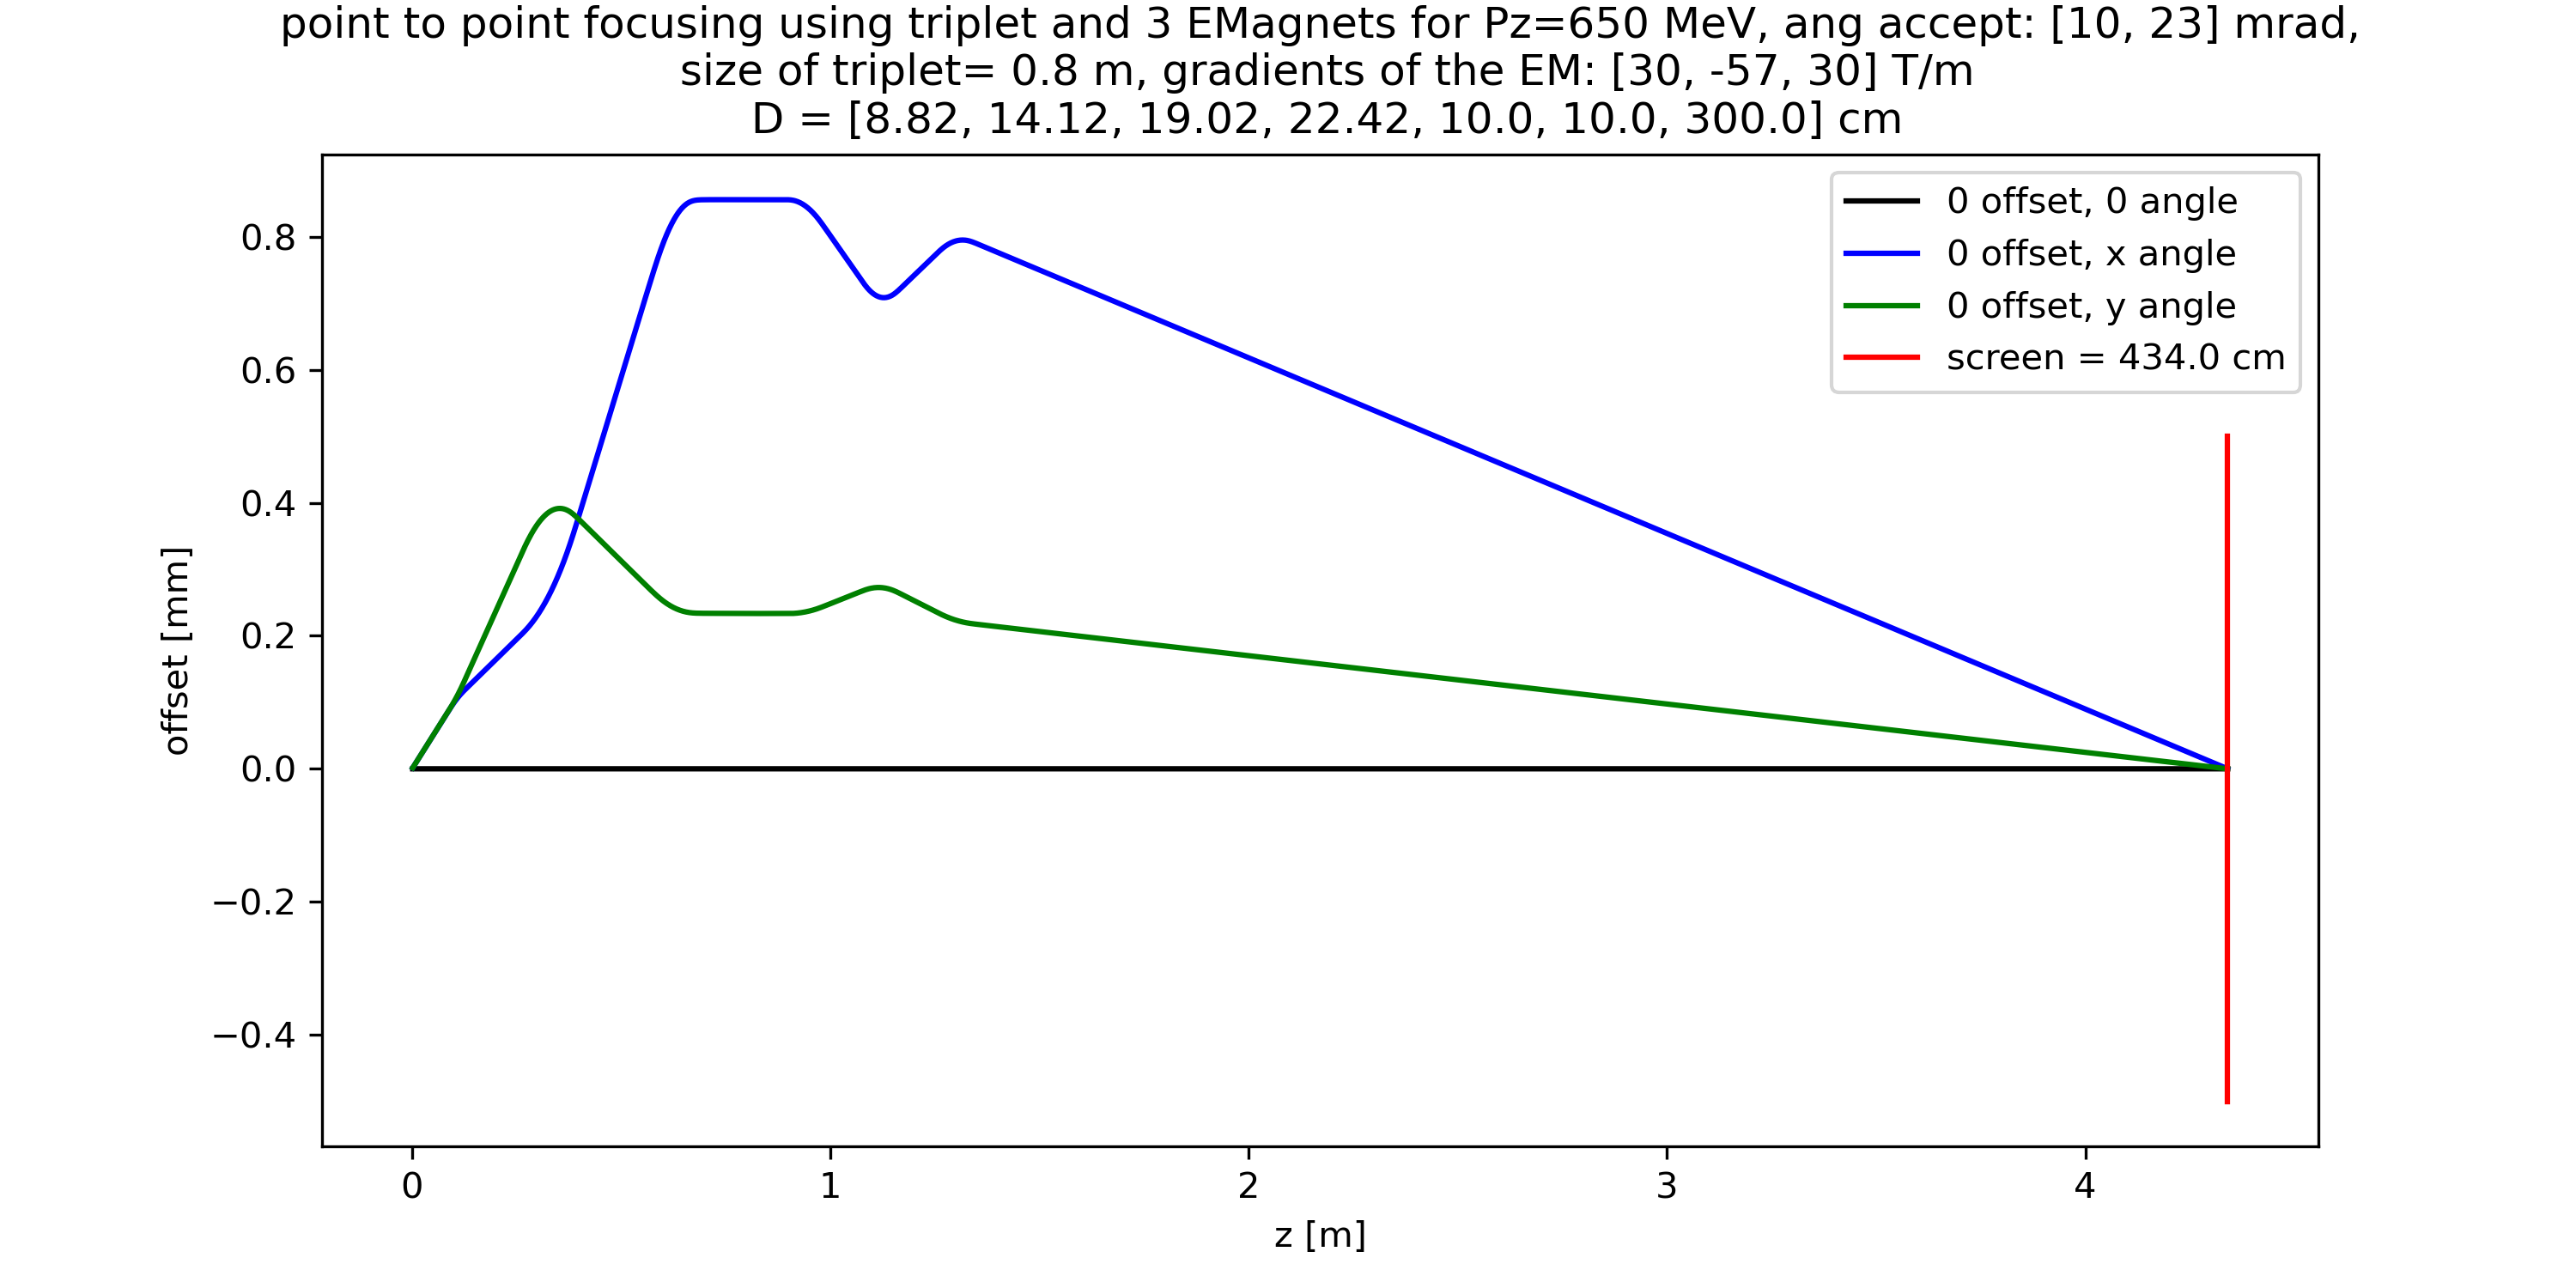 point to point focusing using triplet and 3 EMagnets for Pz=650 MeV, ang accept: [10, 23] mrad,
size of triplet= 0.8 m, gradients of the EM: [30, -57, 30] T/m
D = [8.82, 14.12, 19.02, 22.42, 10.0, 10.0, 300.0] cm
0 offset, 0 angle
0 offset, x angle
0 offset, y angle
screen = 434.0 cm
offset [mm]
0.8
0.6
0.4
0.2
0.0
−0.2
−0.4
0 1 2 3 4
z [m]